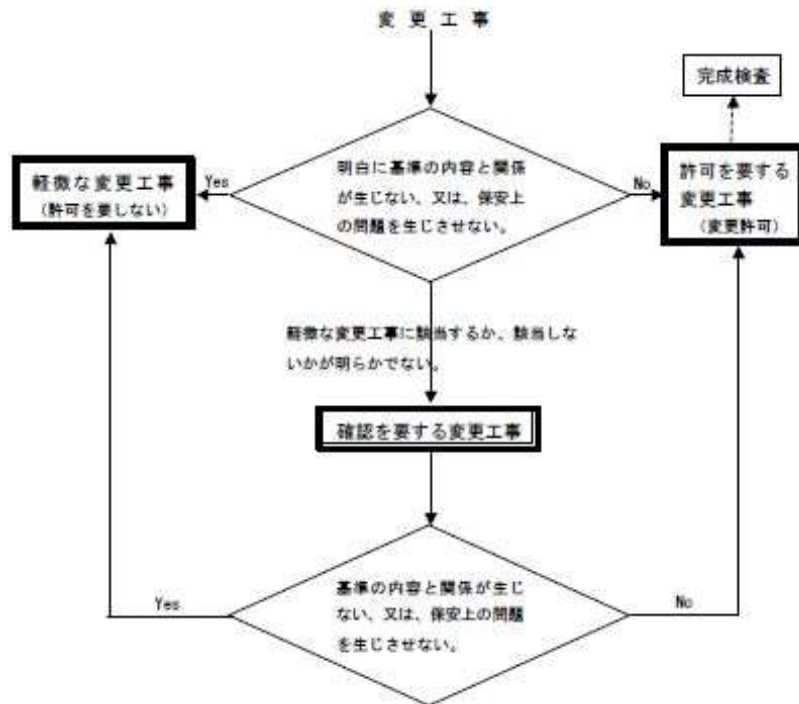 変更工事
完成検査
明白に基準の内容と関係
が生じない、又は、保安上
の問題を生じさせない。
Yes
No
軽微な変更工事
（許可を要しない）
許可を要する
変更工事
（変更許可）
軽微な変更工事に該当するか、該当しな
いかが明らかでない。
確認を要する変更工事
基準の内容と関係が生じ
ない、又は、保安上の問題
を生じさせない。
Yes
No